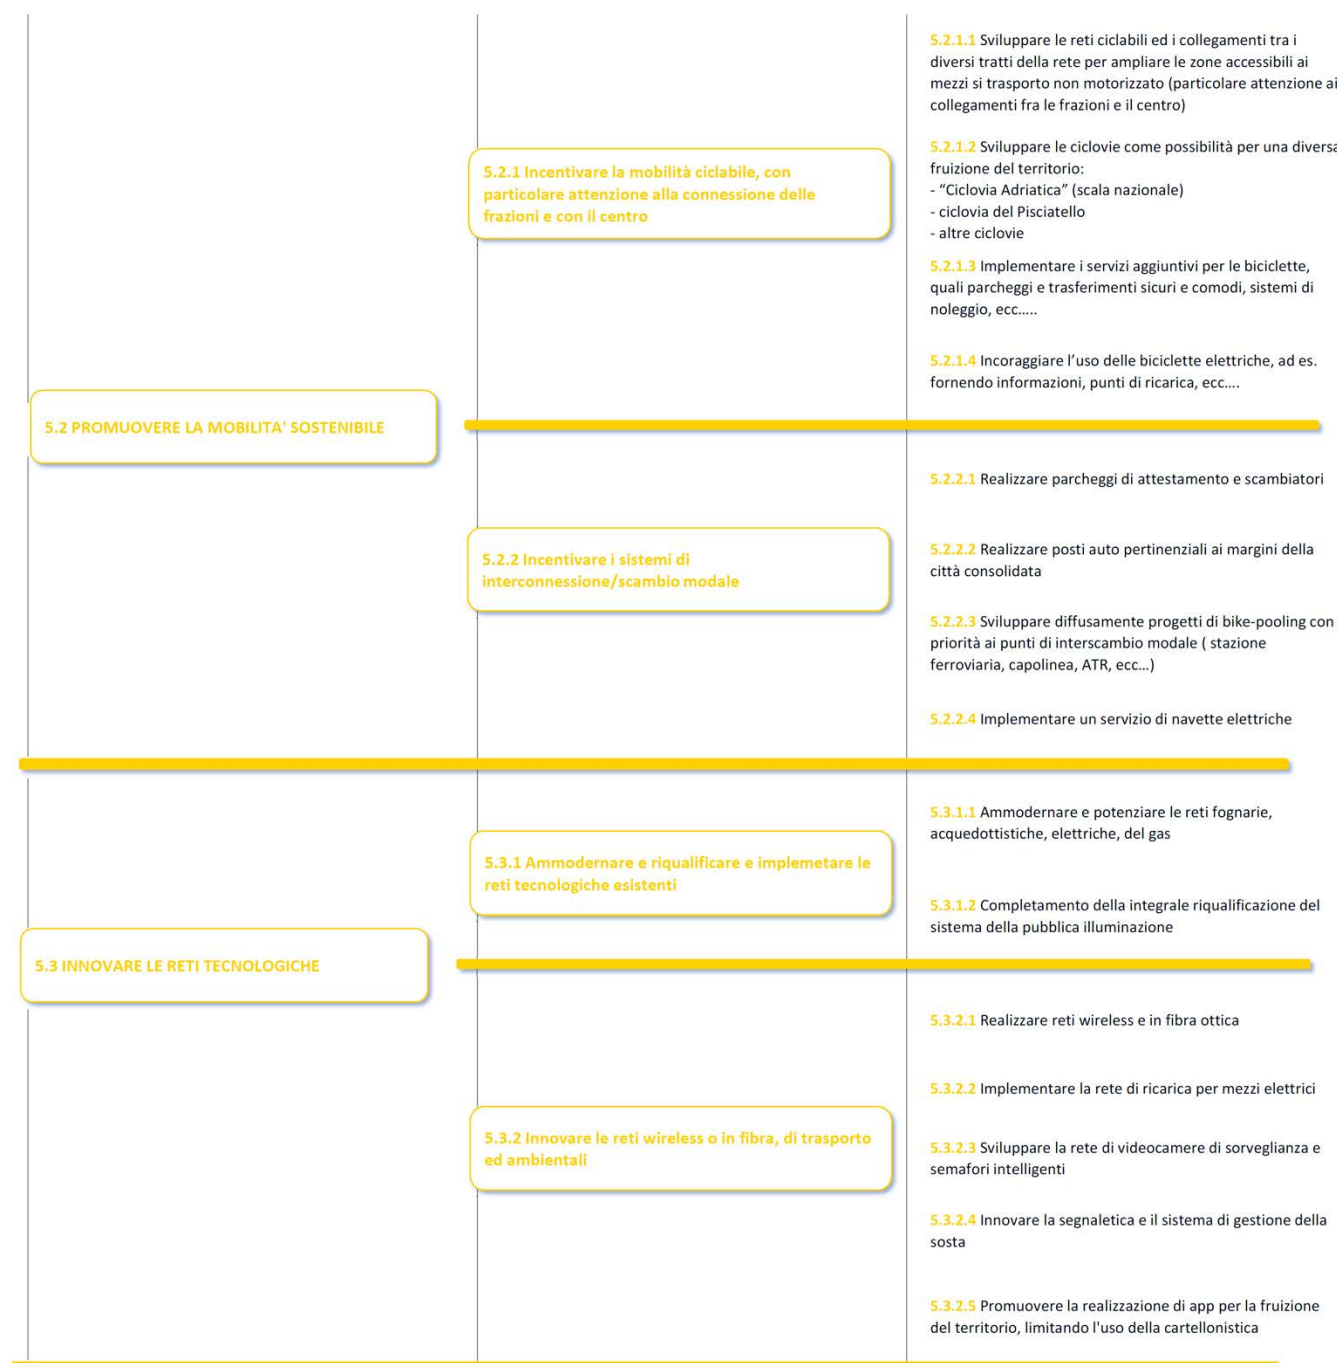 5.2.1.1 Sviluppare le reti ciclabili ed i collegamenti tra i
diversi tratti della rete per ampliare le zone accessibili ai
mezzi si trasporto non motorizzato (particolare attenzione ai
collegamenti fra le frazioni e il centro)
5.2.1 Incentivare la mobilità ciclabile, con
particolare attenzione alla connessione delle
frazioni e con il centro
5.2.1.2 Sviluppare le ciclovie come possibilità per una diversa
fruizione del territorio:
- “Ciclovia Adriatica” (scala nazionale)
- ciclovia del Pisciatello
- altre ciclovie
5.2.1.3 Implementare i servizi aggiuntivi per le biciclette,
quali parcheggi e trasferimenti sicuri e comodi, sistemi di
noleggio, ecc…..
5.2.1.4 Incoraggiare l’uso delle biciclette elettriche, ad es.
fornendo informazioni, punti di ricarica, ecc….
5.2 PROMUOVERE LA MOBILITA' SOSTENIBILE
5.2.2.1 Realizzare parcheggi di attestamento e scambiatori
5.2.2 Incentivare i sistemi di
interconnessione/scambio modale
5.2.2.2 Realizzare posti auto pertinenziali ai margini della
città consolidata
5.2.2.3 Sviluppare diffusamente progetti di bike-pooling con
priorità ai punti di interscambio modale ( stazione
ferroviaria, capolinea, ATR, ecc…)
5.2.2.4 Implementare un servizio di navette elettriche
5.3.1.1 Ammodernare e potenziare le reti fognarie,
acquedottistiche, elettriche, del gas
5.3.1 Ammodernare e riqualificare e implemetare le
reti tecnologiche esistenti
5.3.1.2 Completamento della integrale riqualificazione del
sistema della pubblica illuminazione
5.3 INNOVARE LE RETI TECNOLOGICHE
5.3.2.1 Realizzare reti wireless e in fibra ottica
5.3.2.2 Implementare la rete di ricarica per mezzi elettrici
5.3.2 Innovare le reti wireless o in fibra, di trasporto
ed ambientali
5.3.2.3 Sviluppare la rete di videocamere di sorveglianza e
semafori intelligenti
5.3.2.4 Innovare la segnaletica e il sistema di gestione della
sosta
5.3.2.5 Promuovere la realizzazione di app per la fruizione
del territorio, limitando l'uso della cartellonistica